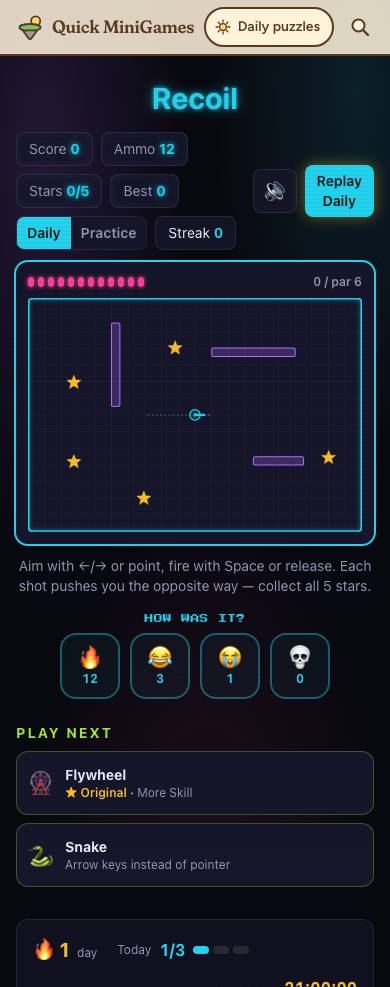 Quick MiniGames
Daily puzzles
Recoil
Score 0
Ammo 12
Stars 0/5
Best 0
Replay
Daily
Daily
Practice
Streak 0
0 / par 6
Aim with ←/→ or point, fire with Space or release. Each
shot pushes you the opposite way — collect all 5 stars.
HOW WAS IT?
12
3
1
0
PLAY NEXT
Flywheel
Original · More Skill
Snake
Arrow keys instead of pointer
1 day
Today 1/3
21:00:00